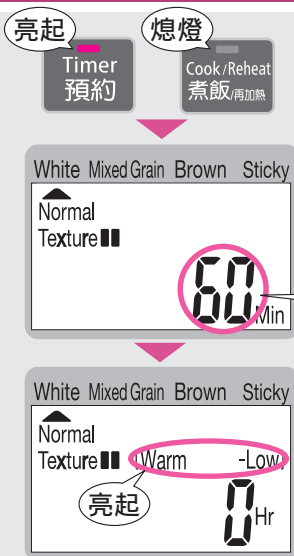 亮起
熄燈
Timer
預約
Cook/Reheat
煮飯/再加熱
White Mixed Grain Brown Sticky
Normal
Texture
60 Min
White Mixed Grain Brown Sticky
Normal
Texture Warm -Low
亮起
0 Hr